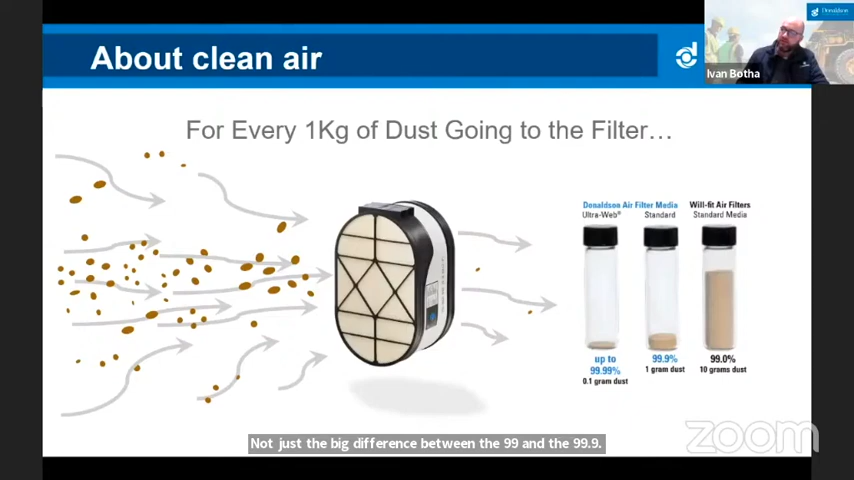 About clean air
Donaldson
Ivan Botha
For Every 1Kg of Dust Going to the Filter…
Donaldson Air Filter Media
Will-fit Air Filters
Ultra-Web®
Standard
Standard Media
up to
99.99%
0.1 gram dust
99.9%
1 gram dust
99.0%
10 grams dust
Not just the big difference between the 99 and the 99.9.
zoom